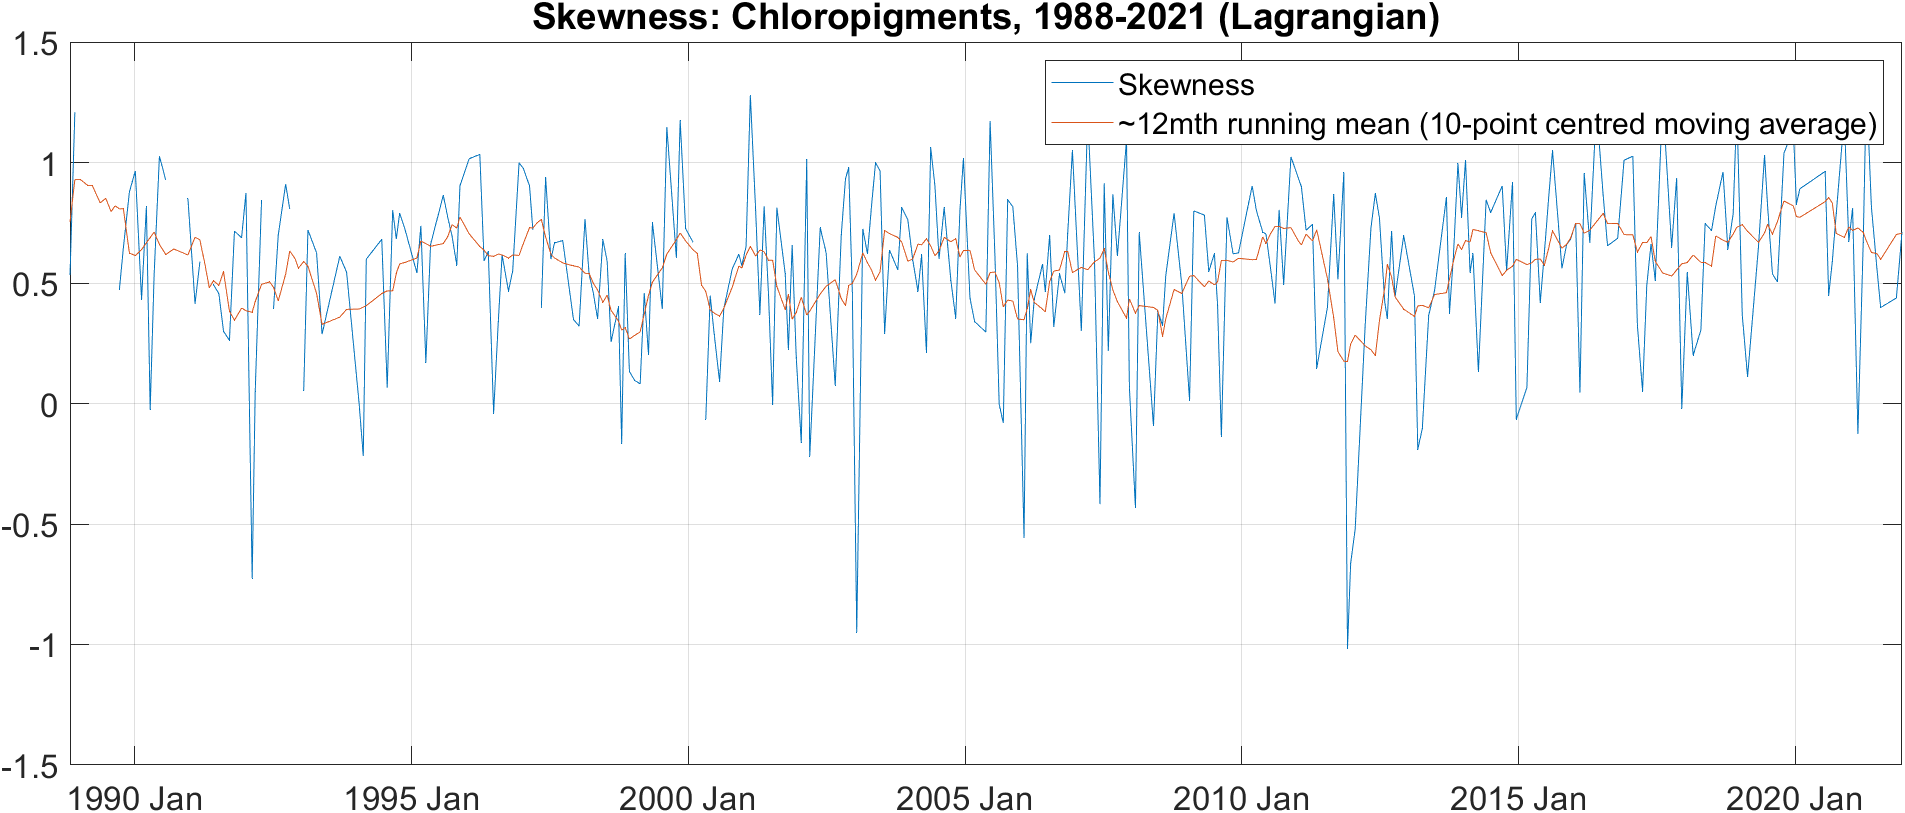 Skewness: Chloropigments, 1988-2021 (Lagrangian)
1.5
1
0.5
0
-0.5
-1
-1.5
Skewness
~12mth running mean (10-point centred moving average)
1990 Jan 1995 Jan 2000 Jan 2005 Jan 2010 Jan 2015 Jan 2020 Jan